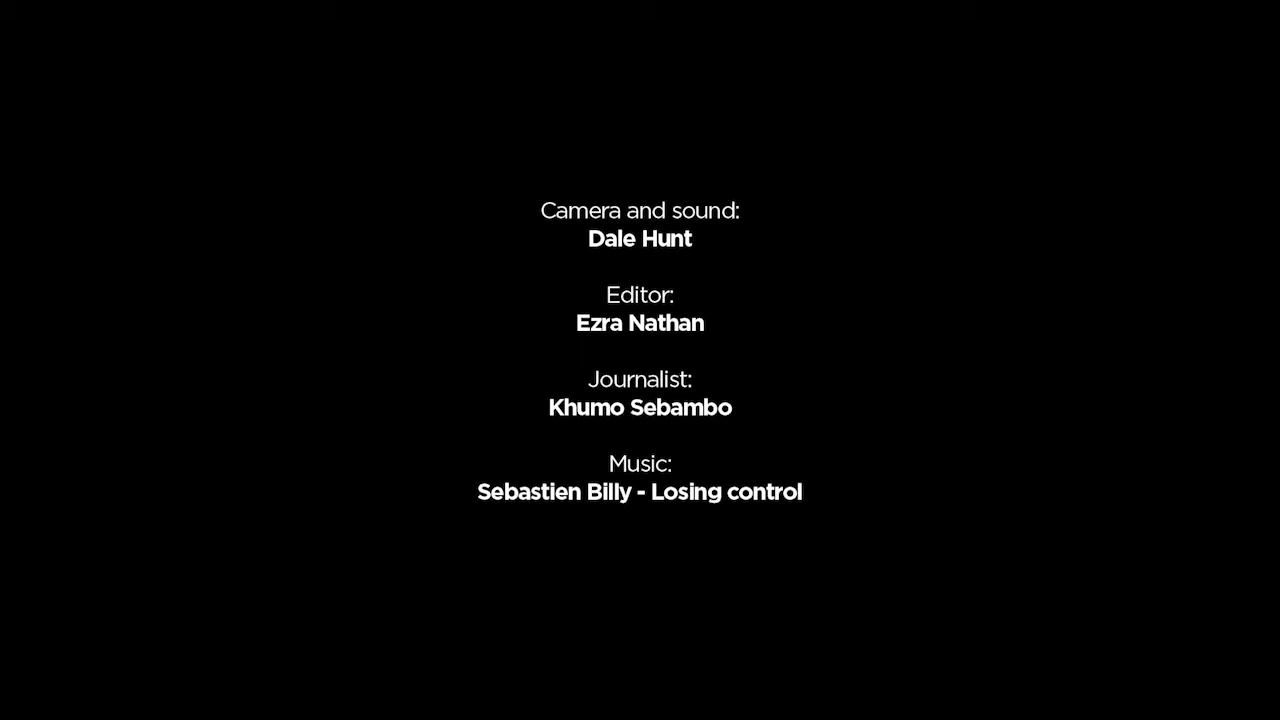 Camera and sound:
Dale Hunt
Editor:
Ezra Nathan
Journalist:
Khumo Sebambo
Music:
Sebastien Billy - Losing control